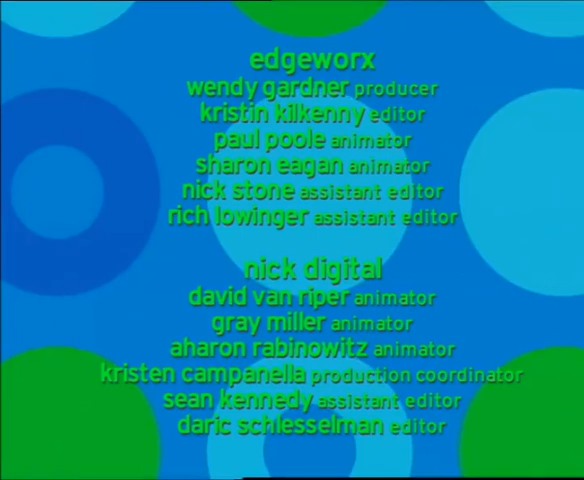 edgeworx
wendy gardner producer
kristin kilkenny editor
paul poole animator
sharon eagan animator
nick stone assistant editor
rich lowinger assistant editor
nick digital
david van riper animator
gray miller animator
aharon rabinowitz animator
kristen campanella production coordinator
sean kennedy assistant editor
daric schlesselman editor